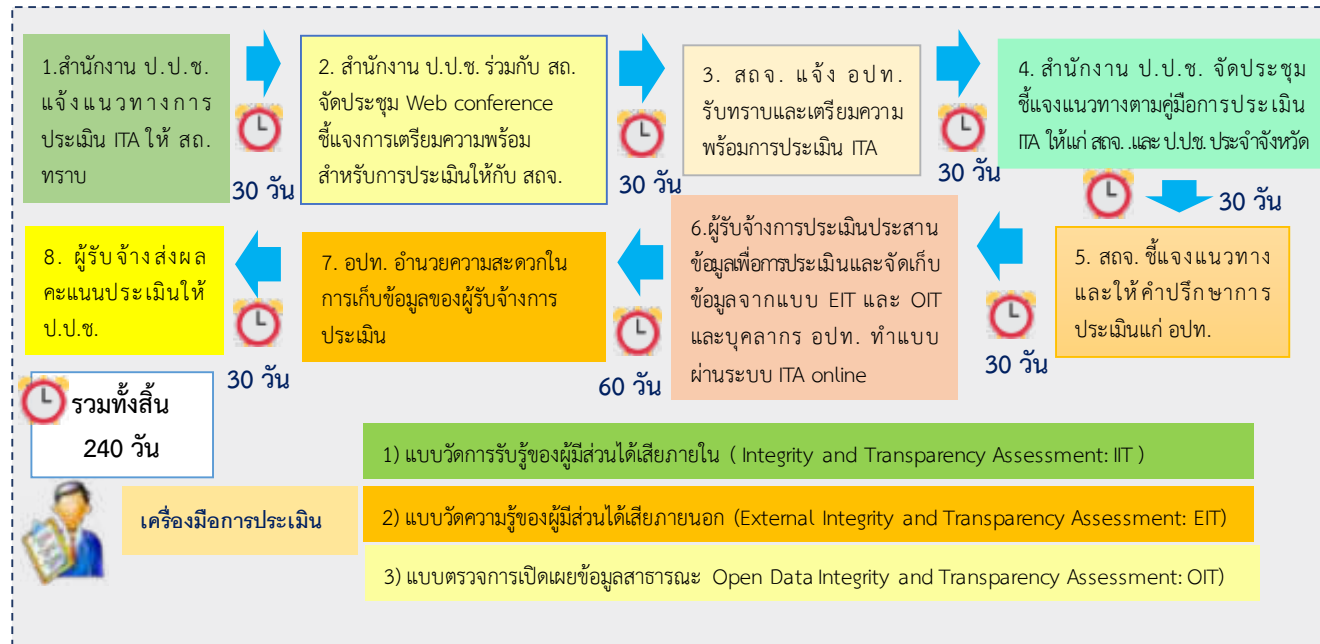 1.สำนักงาน ป.ป.ช.
แจ้งแนวทางการ
ประเมิน ITA ให้ สถ.
ทราบ
30 วัน
2. สำนักงาน ป.ป.ช. ร่วมกับ สถ.
จัดประชุม Web conference
ชี้แจงการเตรียมความพร้อม
สำหรับการประเมินให้กับ สถจ.
30 วัน
3. สถจ. แจ้ง อปท.
รับทราบและเตรียมความ
พร้อมการประเมิน ITA
30 วัน
4. สำนักงาน ป.ป.ช. จัดประชุม
ชี้แจงแนวทางตามคู่มือการประเมิน
ITA ให้แก่ สถจ. .และ ป.ป.ช. ประจำจังหวัด
30 วัน
5. สถจ. ชี้แจงแนวทาง
และให้คำปรึกษาการ
ประเมินแก่ อปท.
30 วัน
6.ผู้รับจ้างการประเมินประสาน
ข้อมูลเพื่อการประเมินและจัดเก็บ
ข้อมูลจากแบบ EIT และ OIT
และบุคลากร อปท. ทำแบบ
ผ่านระบบ ITA online
60 วัน
7. อปท. อำนวยความสะดวกใน
การเก็บข้อมูลของผู้รับจ้างการ
ประเมิน
30 วัน
8. ผู้รับจ้างส่งผล
คะแนนประเมินให้
ป.ป.ช.
รวมทั้งสิ้น
240 วัน
เครื่องมือการประเมิน
1) แบบวัดการรับรู้ของผู้มีส่วนได้เสียภายใน ( Integrity and Transparency Assessment: IIT )
2) แบบวัดความรู้ของผู้มีส่วนได้เสียภายนอก (External Integrity and Transparency Assessment: EIT)
3) แบบตรวจการเปิดเผยข้อมูลสาธารณะ Open Data Integrity and Transparency Assessment: OIT)